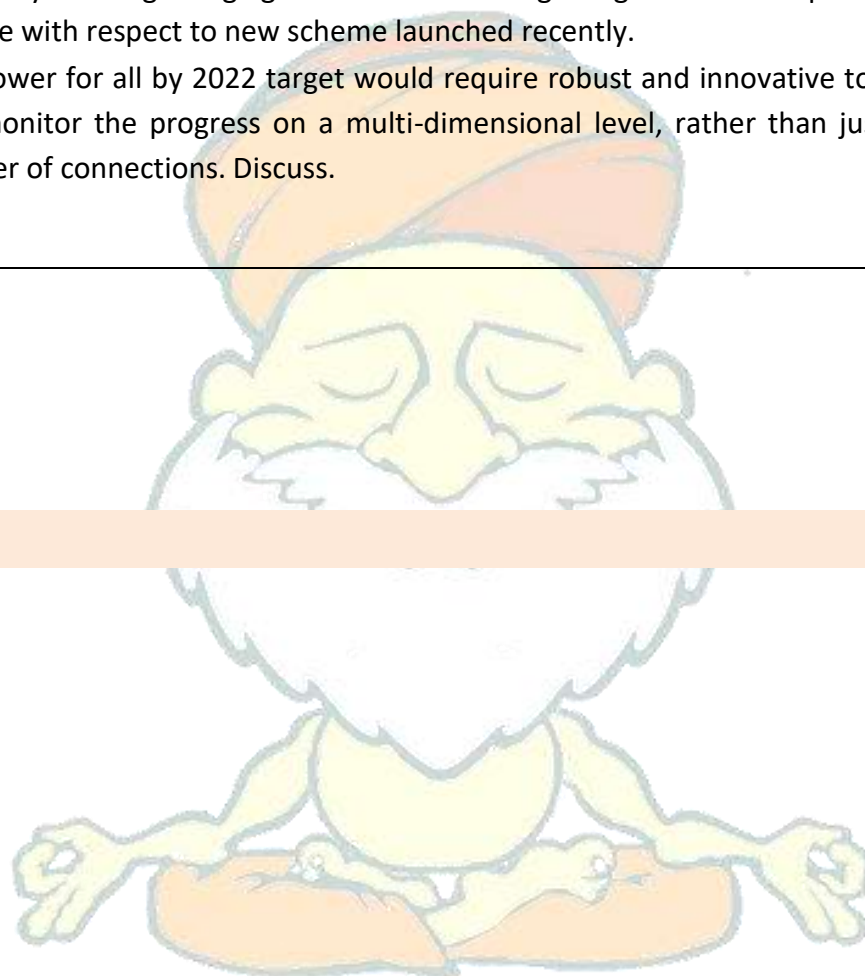 e with respect to new scheme launched recently.
ower for all by 2022 target would require robust and innovative to
onitor the progress on a multi-dimensional level, rather than ju
er of connections. Discuss.